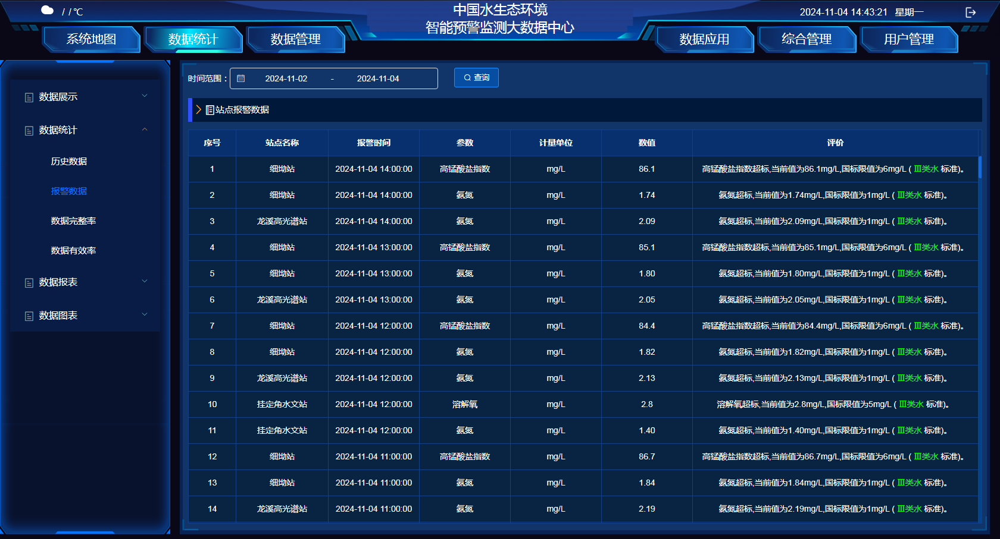 / / ℃
中国水生态环境
智能预警监测大数据中心
2024-11-04 14:43:21 星期一
系统地图
数据统计
数据管理
数据应用
综合管理
用户管理
数据展示
数据统计
历史数据
报警数据
数据完整率
数据有效率
数据报表
数据图表
时间范围： 2024-11-02 - 2024-11-04 查询
站点报警数据
序号 站点名称 报警时间 参数 计量单位 数值 评价
1 细坳站 2024-11-04 14:00:00 高锰酸盐指数 mg/L 86.1 高锰酸盐指数超标,当前值为86.1mg/L,国标限值为6mg/L ( Ⅲ类水 标准)。
2 细坳站 2024-11-04 14:00:00 氨氮 mg/L 1.74 氨氮超标,当前值为1.74mg/L,国标限值为1mg/L ( Ⅲ类水 标准)。
3 龙溪高光谱站 2024-11-04 14:00:00 氨氮 mg/L 2.09 氨氮超标,当前值为2.09mg/L,国标限值为1mg/L ( Ⅲ类水 标准)。
4 细坳站 2024-11-04 13:00:00 高锰酸盐指数 mg/L 85.1 高锰酸盐指数超标,当前值为85.1mg/L,国标限值为6mg/L ( Ⅲ类水 标准)。
5 细坳站 2024-11-04 13:00:00 氨氮 mg/L 1.80 氨氮超标,当前值为1.80mg/L,国标限值为1mg/L ( Ⅲ类水 标准)。
6 龙溪高光谱站 2024-11-04 13:00:00 氨氮 mg/L 2.05 氨氮超标,当前值为2.05mg/L,国标限值为1mg/L ( Ⅲ类水 标准)。
7 细坳站 2024-11-04 12:00:00 高锰酸盐指数 mg/L 84.4 高锰酸盐指数超标,当前值为84.4mg/L,国标限值为6mg/L ( Ⅲ类水 标准)。
8 细坳站 2024-11-04 12:00:00 氨氮 mg/L 1.82 氨氮超标,当前值为1.82mg/L,国标限值为1mg/L ( Ⅲ类水 标准)。
9 龙溪高光谱站 2024-11-04 12:00:00 氨氮 mg/L 2.13 氨氮超标,当前值为2.13mg/L,国标限值为1mg/L ( Ⅲ类水 标准)。
10 挂定角水文站 2024-11-04 12:00:00 溶解氧 mg/L 2.8 溶解氧超标,当前值为2.8mg/L,国标限值为5mg/L ( Ⅲ类水 标准)。
11 挂定角水文站 2024-11-04 12:00:00 氨氮 mg/L 1.40 氨氮超标,当前值为1.40mg/L,国标限值为1mg/L ( Ⅲ类水 标准)。
12 细坳站 2024-11-04 11:00:00 高锰酸盐指数 mg/L 86.7 高锰酸盐指数超标,当前值为86.7mg/L,国标限值为6mg/L ( Ⅲ类水 标准)。
13 细坳站 2024-11-04 11:00:00 氨氮 mg/L 1.84 氨氮超标,当前值为1.84mg/L,国标限值为1mg/L ( Ⅲ类水 标准)。
14 龙溪高光谱站 2024-11-04 11:00:00 氨氮 mg/L 2.19 氨氮超标,当前值为2.19mg/L,国标限值为1mg/L ( Ⅲ类水 标准)。